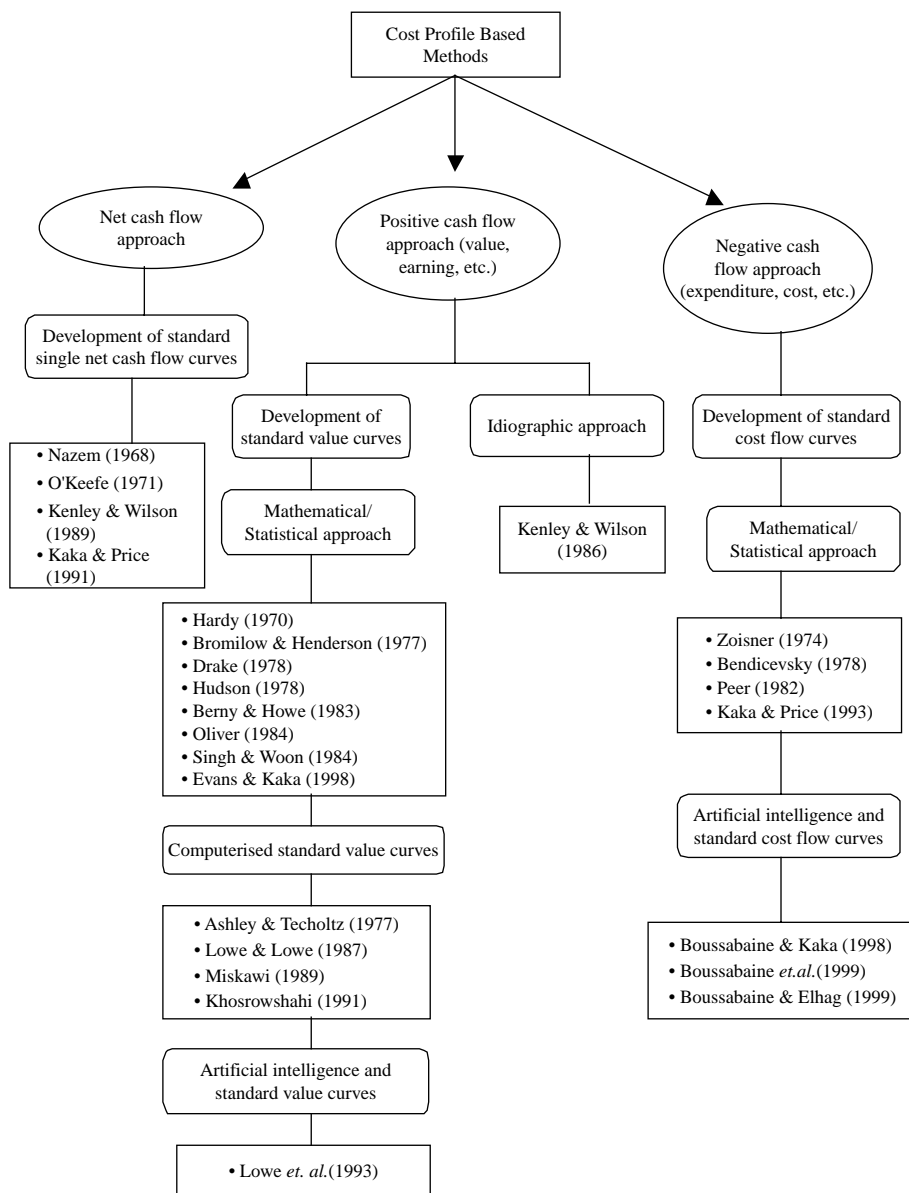 Cost Profile Based
Methods
Net cash flow
approach
Positive cash flow
approach (value,
earning, etc.)
Negative cash
flow approach
(expenditure, cost, etc.)
Development of standard
single net cash flow curves
• Nazem (1968)
• O'Keefe (1971)
• Kenley & Wilson
(1989)
• Kaka & Price
(1991)
Development of
standard value curves
Mathematical/
Statistical approach
• Hardy (1970)
• Bromilow & Henderson (1977)
• Drake (1978)
• Hudson (1978)
• Berny & Howe (1983)
• Oliver (1984)
• Singh & Woon (1984)
• Evans & Kaka (1998)
Computerised standard value curves
• Ashley & Techoltz (1977)
• Lowe & Lowe (1987)
• Miskawi (1989)
• Khosrowshahi (1991)
Artificial intelligence and
standard value curves
• Lowe et. al.(1993)
Idiographic approach
Kenley & Wilson
(1986)
Development of standard
cost flow curves
Mathematical/
Statistical approach
• Zoisner (1974)
• Bendicevsky (1978)
• Peer (1982)
• Kaka & Price (1993)
Artificial intelligence and
standard cost flow curves
• Boussabaine & Kaka (1998)
• Boussabaine et.al.(1999)
• Boussabaine & Elhag (1999)